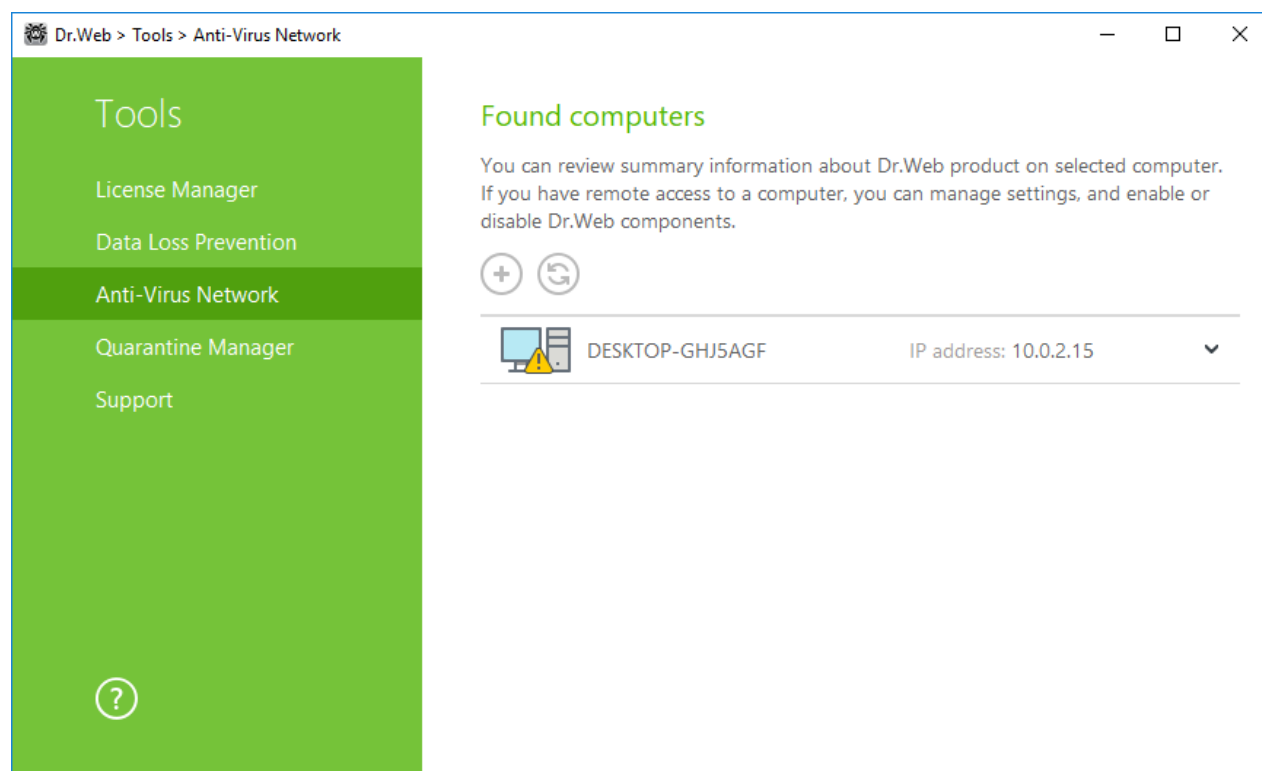 Dr.Web > Tools > Anti-Virus Network
Tools
License Manager
Data Loss Prevention
Anti-Virus Network
Quarantine Manager
Support
?
Found computers
You can review summary information about Dr.Web product on selected computer.
If you have remote access to a computer, you can manage settings, and enable or
disable Dr.Web components.
DESKTOP-GHJ5AGF IP address: 10.0.2.15